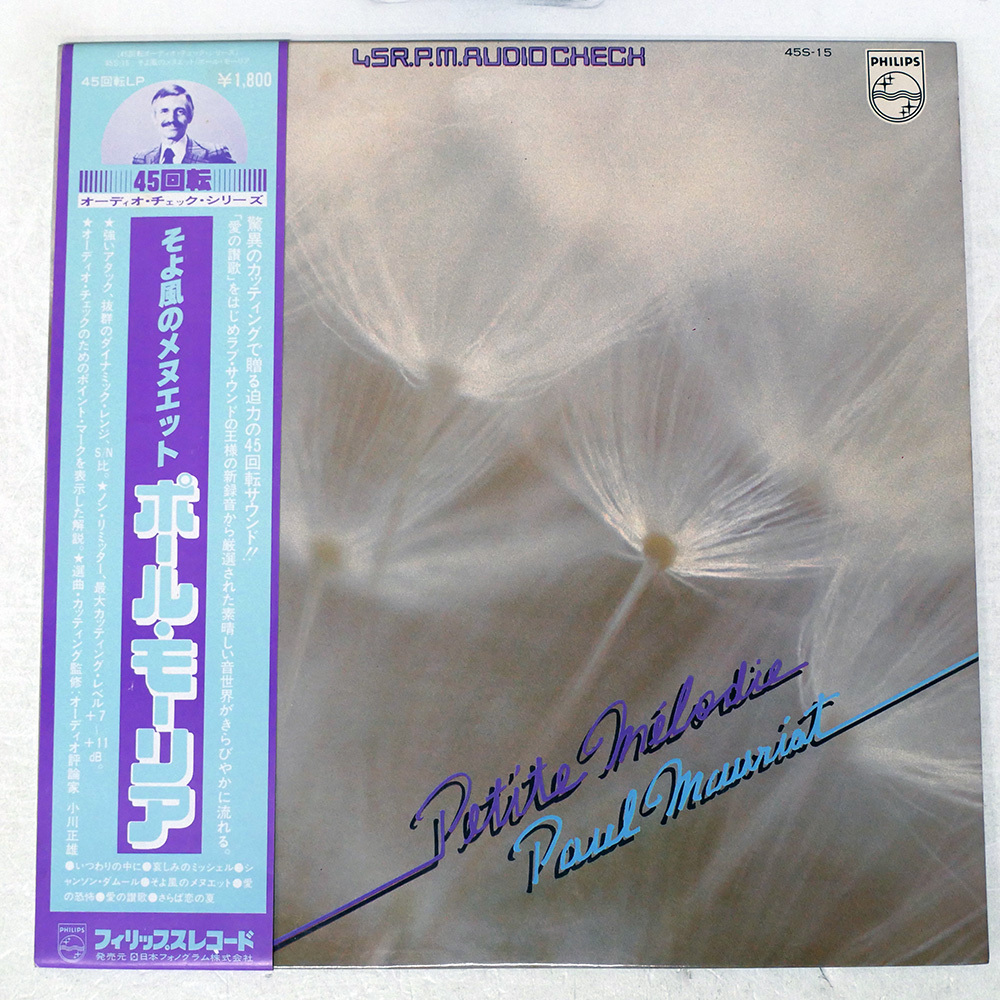 45R.P.M.AUDIO CHECK
45S-15
PHILIPS
45回転LP
¥1,800
45回転
オーディオ・チェック・シリーズ
驚異のカッティングで贈る迫力の45回転サウンド!!
「愛の讃歌」をはじめラブ・サウンドの王様の新録音から厳選された素晴しい音世界がきらびやかに流れる。
そよ風のメヌエット
ポール・モーリア
★強いアタック、抜群のダイナミック・レンジ、S/N比。★ノン・リミッター、最大カッティング・レベル+7〜+11dB
★オーディオ・チェックのためのポイント・マークを表示した解説。★選曲・カッティング監修:オーディオ評論家 小川正雄
●いつわりの中に●哀しみのミッシェル●シ
ャンソン・ダムール●そよ風のメヌエット●愛
の恐怖●愛の讃歌●さらば恋の夏
PHILIPS
フィリップスレコード
発売元 日本フォノグラム株式会社
Petite Mélodie
Paul Mauriat